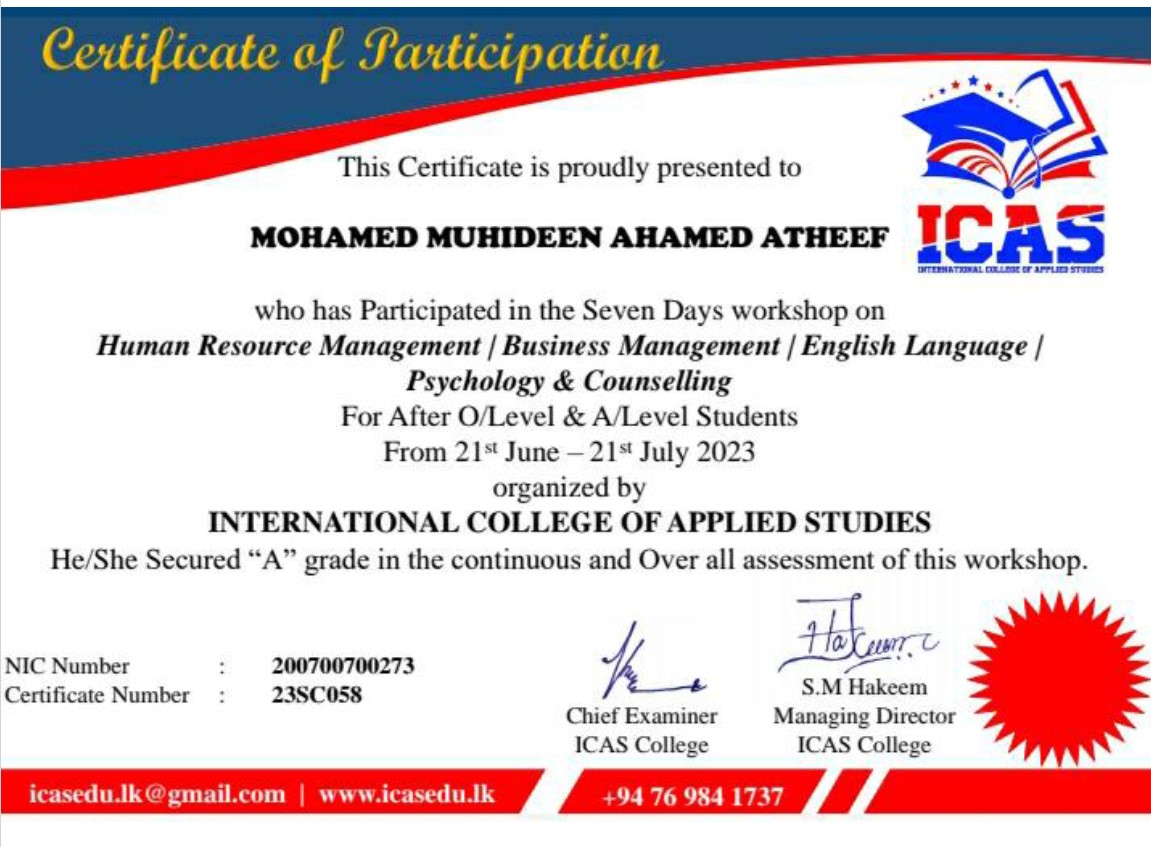 Certificate of Participation
This Certificate is proudly presented to
MOHAMED MUHIDEEN AHAMED ATHEEF
ICAS
INTERNATIONAL COLLEGE OF APPLIED STUDIES
who has Participated in the Seven Days workshop on
Human Resource Management | Business Management | English Language |
Psychology & Counselling
For After O/Level & A/Level Students
From 21st June – 21st July 2023
organized by
INTERNATIONAL COLLEGE OF APPLIED STUDIES
He/She Secured “A” grade in the continuous and Over all assessment of this workshop.
NIC Number : 200700700273
Certificate Number : 23SC058
Hakeem
Chief Examiner
ICAS College
S.M Hakeem
Managing Director
ICAS College
icasedu.lk@gmail.com | www.icasedu.lk
+94 76 984 1737